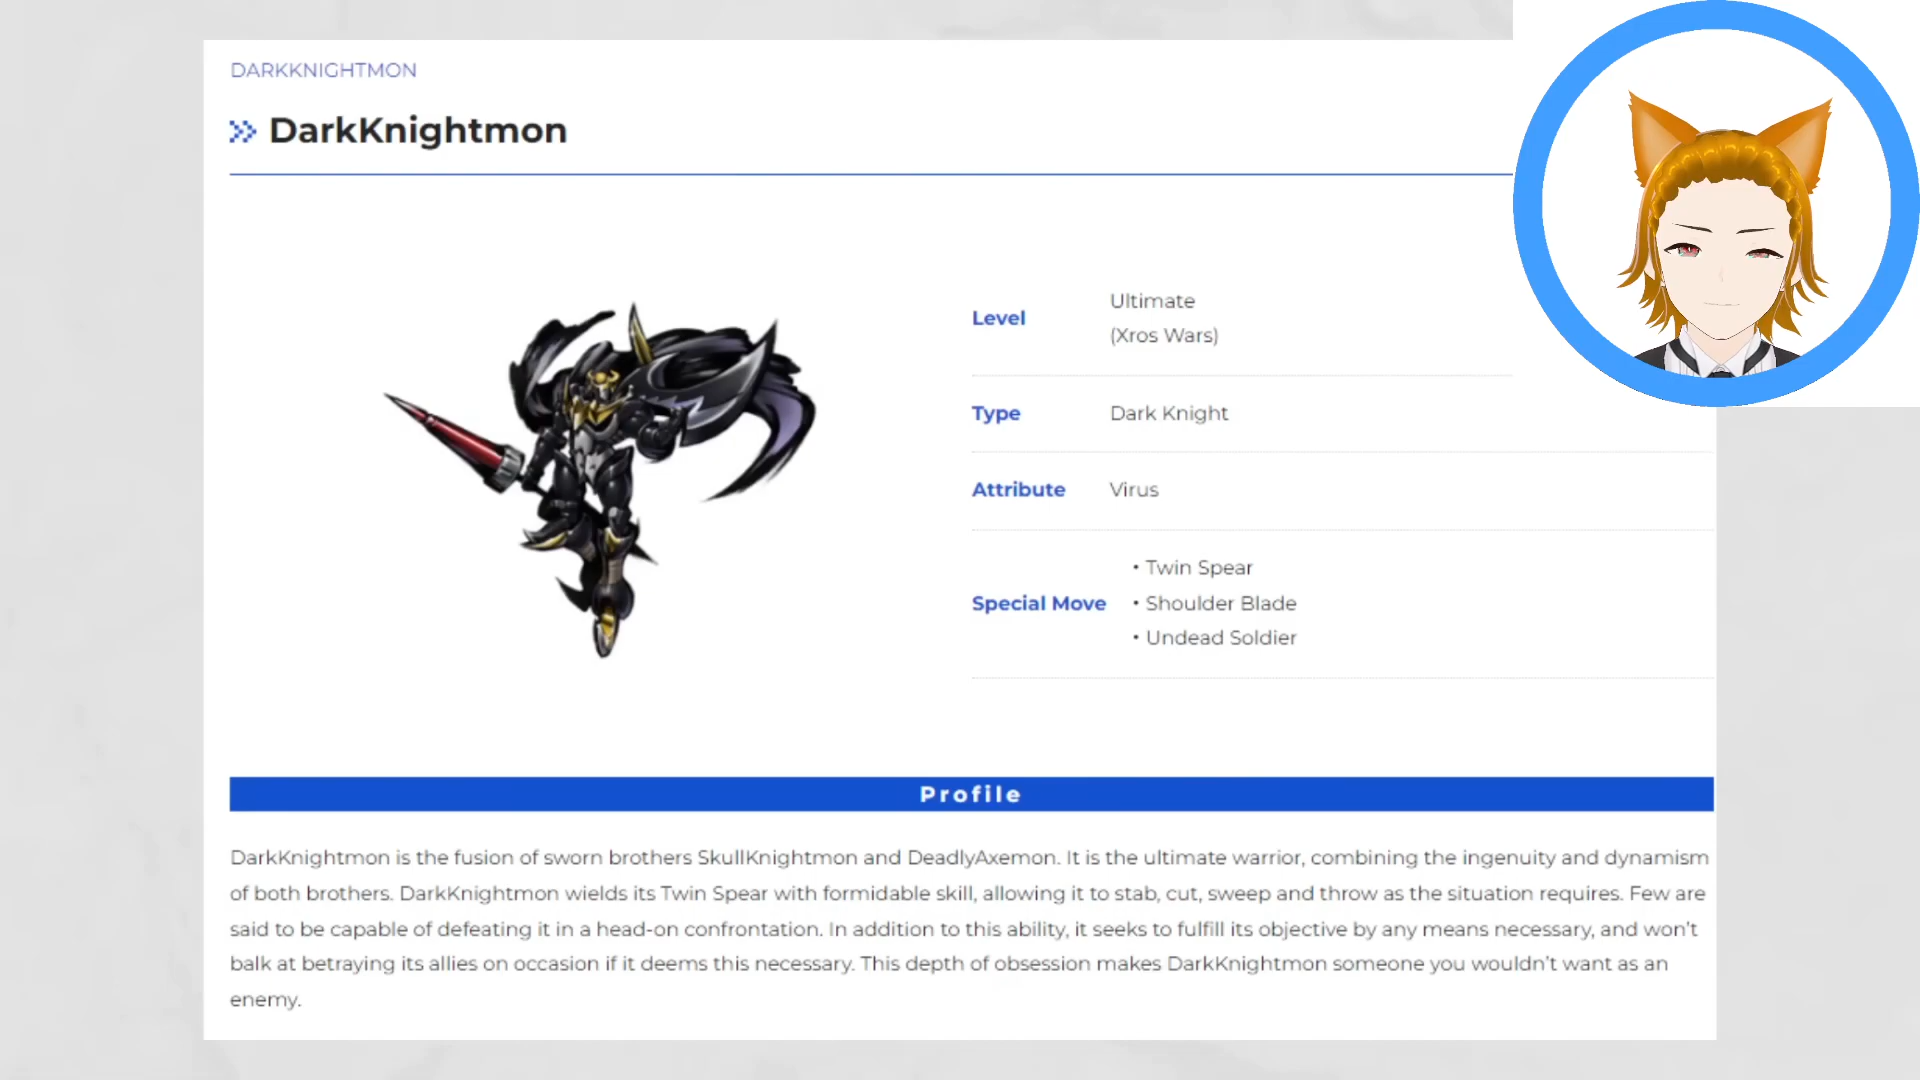 DARKKNIGHTMON
DarkKnightmon
Level
Ultimate
(Xros Wars)
Type
Dark Knight
Attribute
Virus
Special Move
• Twin Spear
• Shoulder Blade
• Undead Soldier
Profile
DarkKnightmon is the fusion of sworn brothers SkullKnightmon and DeadlyAxemon. It is the ultimate warrior, combining the ingenuity and dynamism
of both brothers. DarkKnightmon wields its Twin Spear with formidable skill, allowing it to stab, cut, sweep and throw as the situation requires. Few are
said to be capable of defeating it in a head-on confrontation. In addition to this ability, it seeks to fulfill its objective by any means necessary, and won't
balk at betraying its allies on occasion if it deems this necessary. This depth of obsession makes DarkKnightmon someone you wouldn't want as an
enemy.